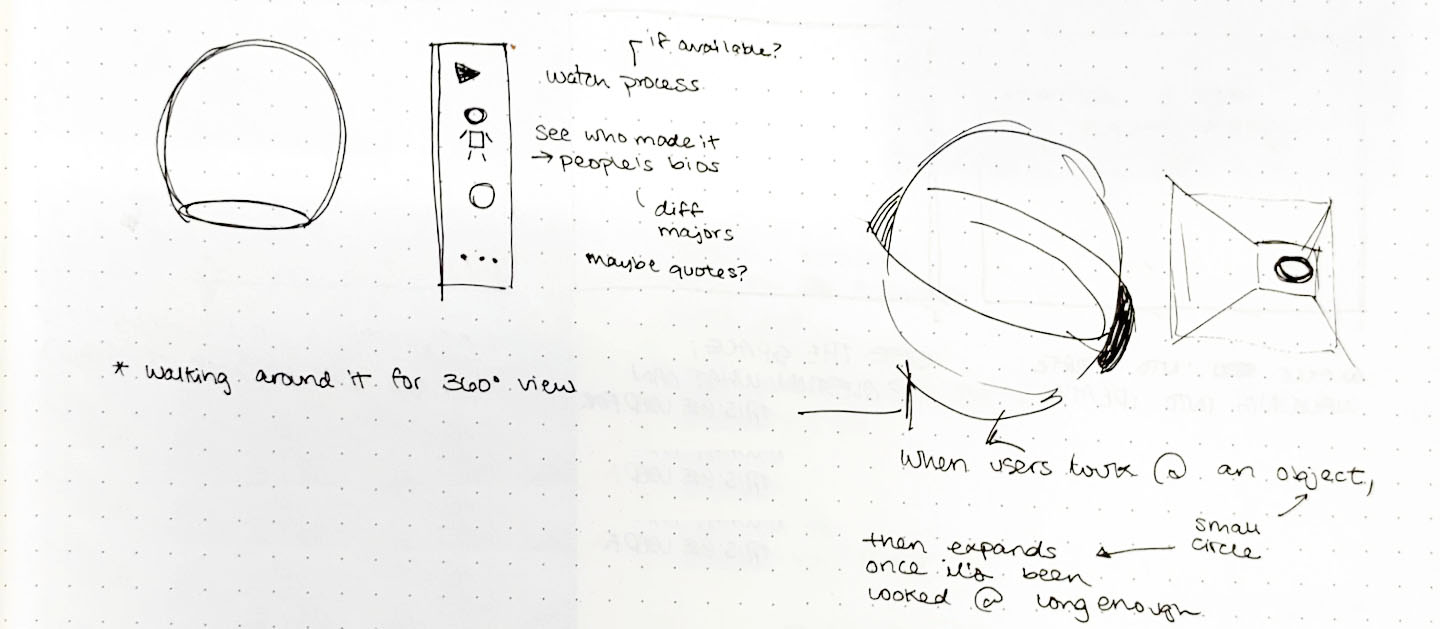 if available?
watch process
see who made it
→ people's bios
diff
majors
maybe quotes?
* walking around it for 360° view
when users look @ an object,
small
circle
then expands
once it's been
looked @ long enough